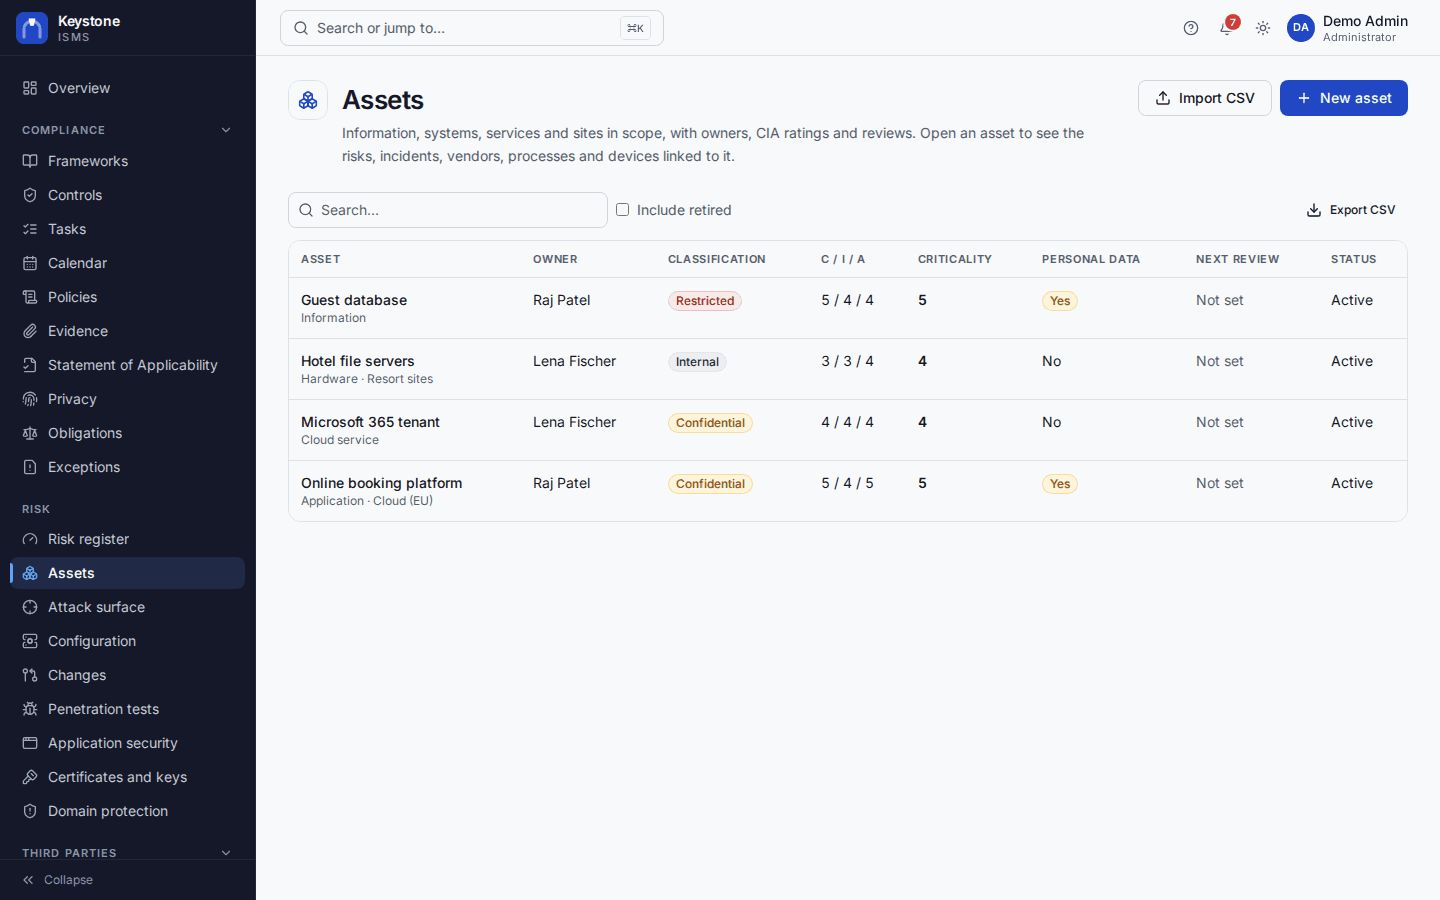 Keystone
ISMS
Search or jump to...
⌘K
7
DA
Demo Admin
Administrator
Overview
COMPLIANCE
Frameworks
Controls
Tasks
Calendar
Policies
Evidence
Statement of Applicability
Privacy
Obligations
Exceptions
RISK
Risk register
Assets
Attack surface
Configuration
Changes
Penetration tests
Application security
Certificates and keys
Domain protection
THIRD PARTIES
Collapse
Assets
Information, systems, services and sites in scope, with owners, CIA ratings and reviews. Open an asset to see the
risks, incidents, vendors, processes and devices linked to it.
Import CSV
New asset
Search...
Include retired
Export CSV
ASSET OWNER CLASSIFICATION C / I / A CRITICALITY PERSONAL DATA NEXT REVIEW STATUS
Guest database Raj Patel Restricted 5 / 4 / 4 5 Yes Not set Active
Information
Hotel file servers Lena Fischer Internal 3 / 3 / 4 4 No Not set Active
Hardware · Resort sites
Microsoft 365 tenant Lena Fischer Confidential 4 / 4 / 4 4 No Not set Active
Cloud service
Online booking platform Raj Patel Confidential 5 / 4 / 5 5 Yes Not set Active
Application · Cloud (EU)